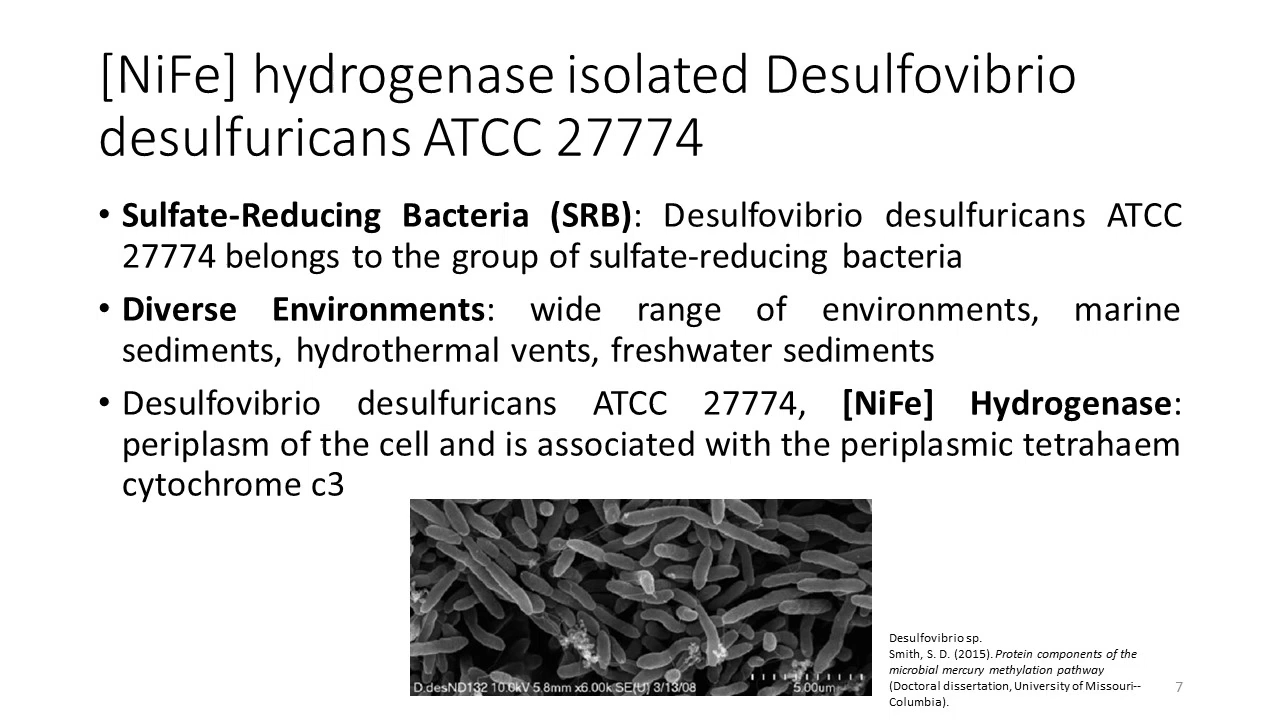 [NiFe] hydrogenase isolated Desulfovibrio
desulfuricans ATCC 27774
• Sulfate-Reducing Bacteria (SRB): Desulfovibrio desulfuricans ATCC
27774 belongs to the group of sulfate-reducing bacteria
• Diverse Environments: wide range of environments, marine
sediments, hydrothermal vents, freshwater sediments
• Desulfovibrio desulfuricans ATCC 27774, [NiFe] Hydrogenase:
periplasm of the cell and is associated with the periplasmic tetrahaem
cytochrome c3
D.desND132 10.0kV 5.8mm x6.00k SE(U) 3/13/08
5.00um
Desulfovibrio sp.
Smith, S. D. (2015). Protein components of the
microbial mercury methylation pathway
(Doctoral dissertation, University of Missouri--
Columbia).
7